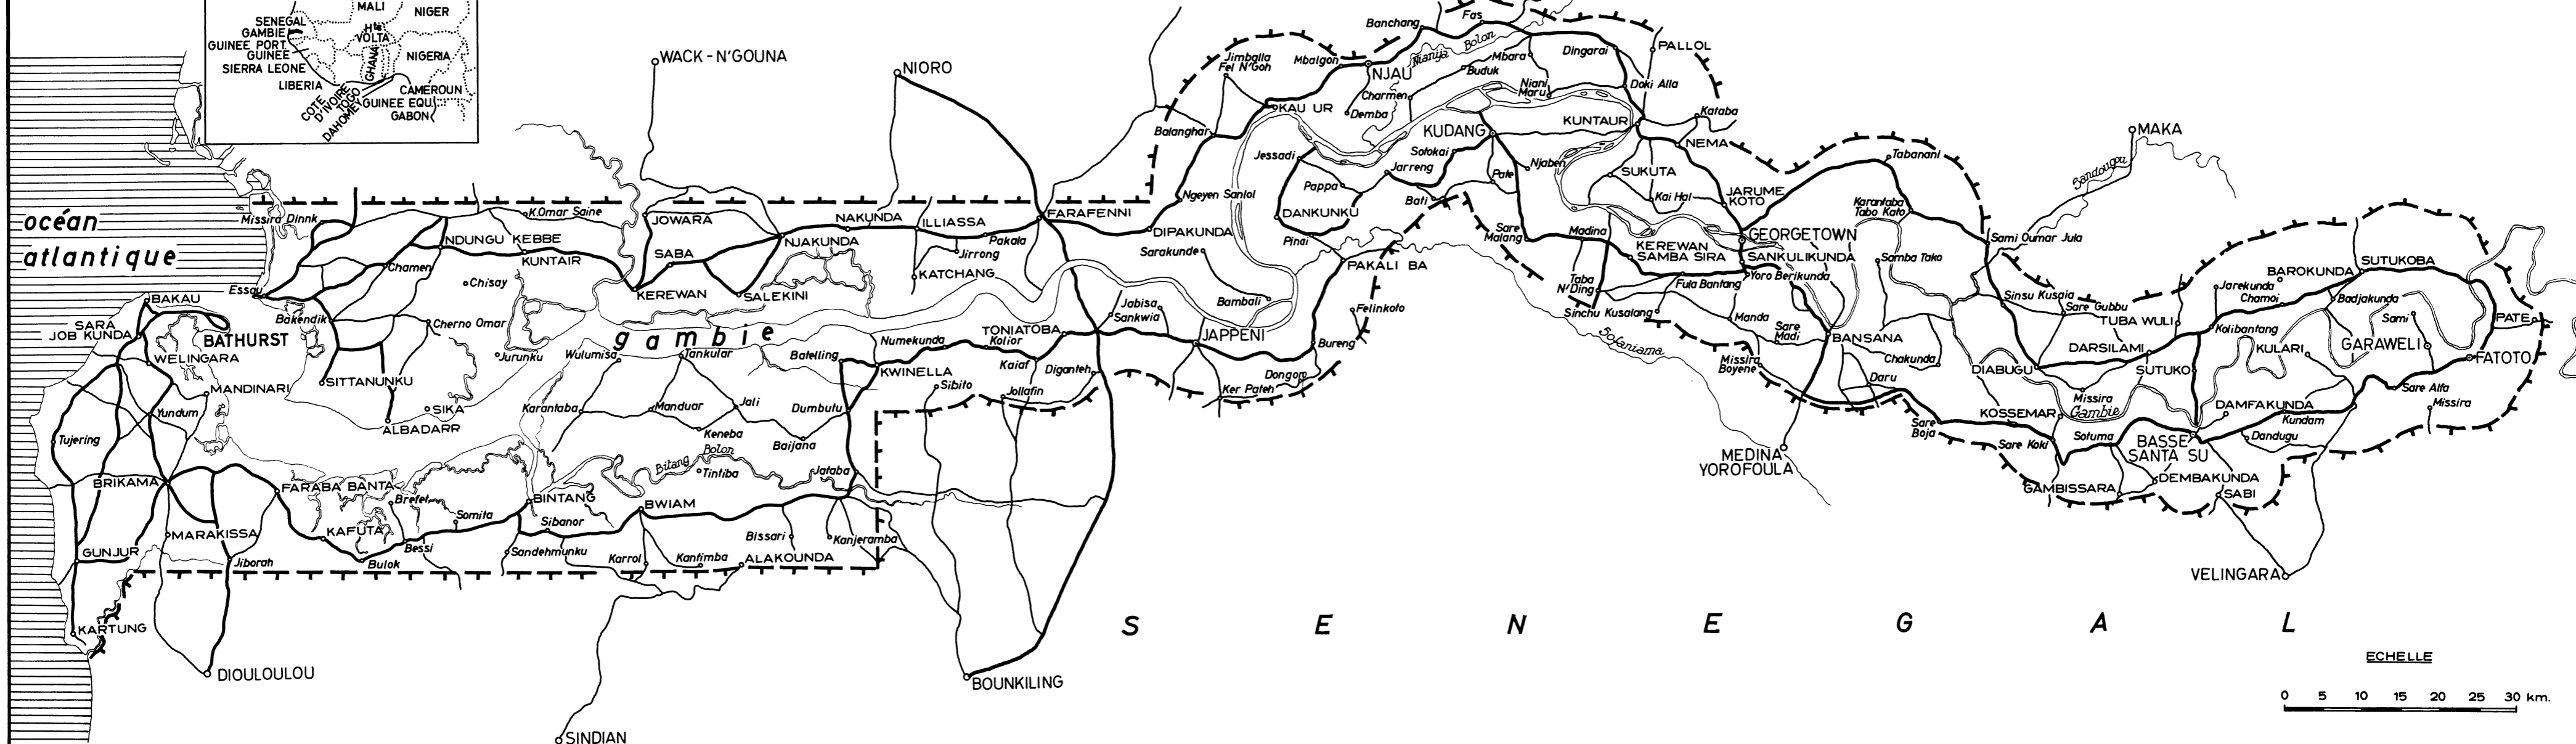 MALI
NIGER
SENEGAL
Hte
GAMBIE
VOLTA
GUINEE PORT.
GUINEE
GHANA
NIGERIA
SIERRA LEONE
LIBERIA
CAMEROUN
COTE
D'IVOIRE
TOGO
DAHOMEY
GUINEE EQU.
GABON
WACK-N'GOUNA
NIORO
Jimballa
Fel N'Goh
Mbalgon
Banchang
Fas
Nianija Bolon
NJAU
Mbara
Buduk
Dingarai
PALLOL
Charmen
Niani
Maru
Doki Alla
KAU UR
Demba
Kataba
Balanghar
KUDANG
KUNTAUR
NEMA
MAKA
Jessadi
Sotokai
Jarreng
Njaben
Tabanani
Sandougou
Pappa
Pate
SUKUTA
Ngeyen Sanlol
Bati
Kai Hal
JARUME
KOTO
Karantaba
Tabo Kato
océan
atlantique
Missira Dinnk
K.Omar Saine
JOWARA
NAKUNDA
ILLIASSA
FARAFENNI
DANKUNKU
NDUNGU KEBBE
KUNTAIR
SABA
NJAKUNDA
Pakala
Jirrong
DIPAKUNDA
Pinai
Sare
Malang
Madina
GEORGETOWN
Sami Oumar Jula
Chamen
Chisay
KATCHANG
Sarakunde
PAKALI BA
KEREWAN
SAMBA SIRA
SANKULIKUNDA
Samba Tako
SUTUKOBA
BAROKUNDA
Essau
KEREWAN
SALEKINI
Bambali
Taba
N'Ding
Fula Bantang
Yoro Berikunda
Jarekunda
Chamoi
Badjakunda
BAKAU
Jabisa
Sankwia
Felinkoto
Sinchu Kusalang
Manda
Sinsu Kusaia
Sare Gubbu
SARA
JOB KUNDA
BATHURST
Bakendik
Cherno Omar
gambie
TONIATOBA
Kolior
JAPPENI
Bureng
Sofaniama
Sare
Madi
BANSANA
TUBA WULI
Kolibantang
Sami
PATE
WELINGARA
Jurunku
Wulumisa
Tankular
Batelling
Numekunda
Missira
Boyene
Chakunda
DARSILAMI
KULARI
GARAWELI
FATOTO
MANDINARI
SITTANUNKU
KWINELLA
Kaiaf
Diganteh
Dongoro
Daru
DIABUGU
SUTUKO
Sibito
Jollafin
Ker Pateh
Sare Alfa
Yundum
SIKA
ALBADARR
Karantaba
Manduar
Jali
Dumbutu
Missira
Gambie
KOSSEMAR
DAMFAKUNDA
Kundam
Missira
Tujering
Keneba
Baijana
Sare
Boja
Sare Koki
Sotuma
BASSE
SANTA SU
Dandugu
BRIKAMA
Bitang Bolon
Tintiba
Jataba
MEDINA
YOROFOULA
FARABA BANTA
Brefet
BINTANG
BWIAM
GAMBISSARA
DEMBAKUNDA
SABI
MARAKISSA
KAFUTA
Somita
Sibanor
Bissari
Kanjeramba
GUNJUR
Jiborah
Bulok
Bessi
Sandehmunku
Karrol
Kantimba
ALAKOUNDA
VELINGARA
KARTUNG
SENEGAL
DIOULOULOU
BOUNKILING
SINDIAN
ECHELLE
0 5 10 15 20 25 30 km.